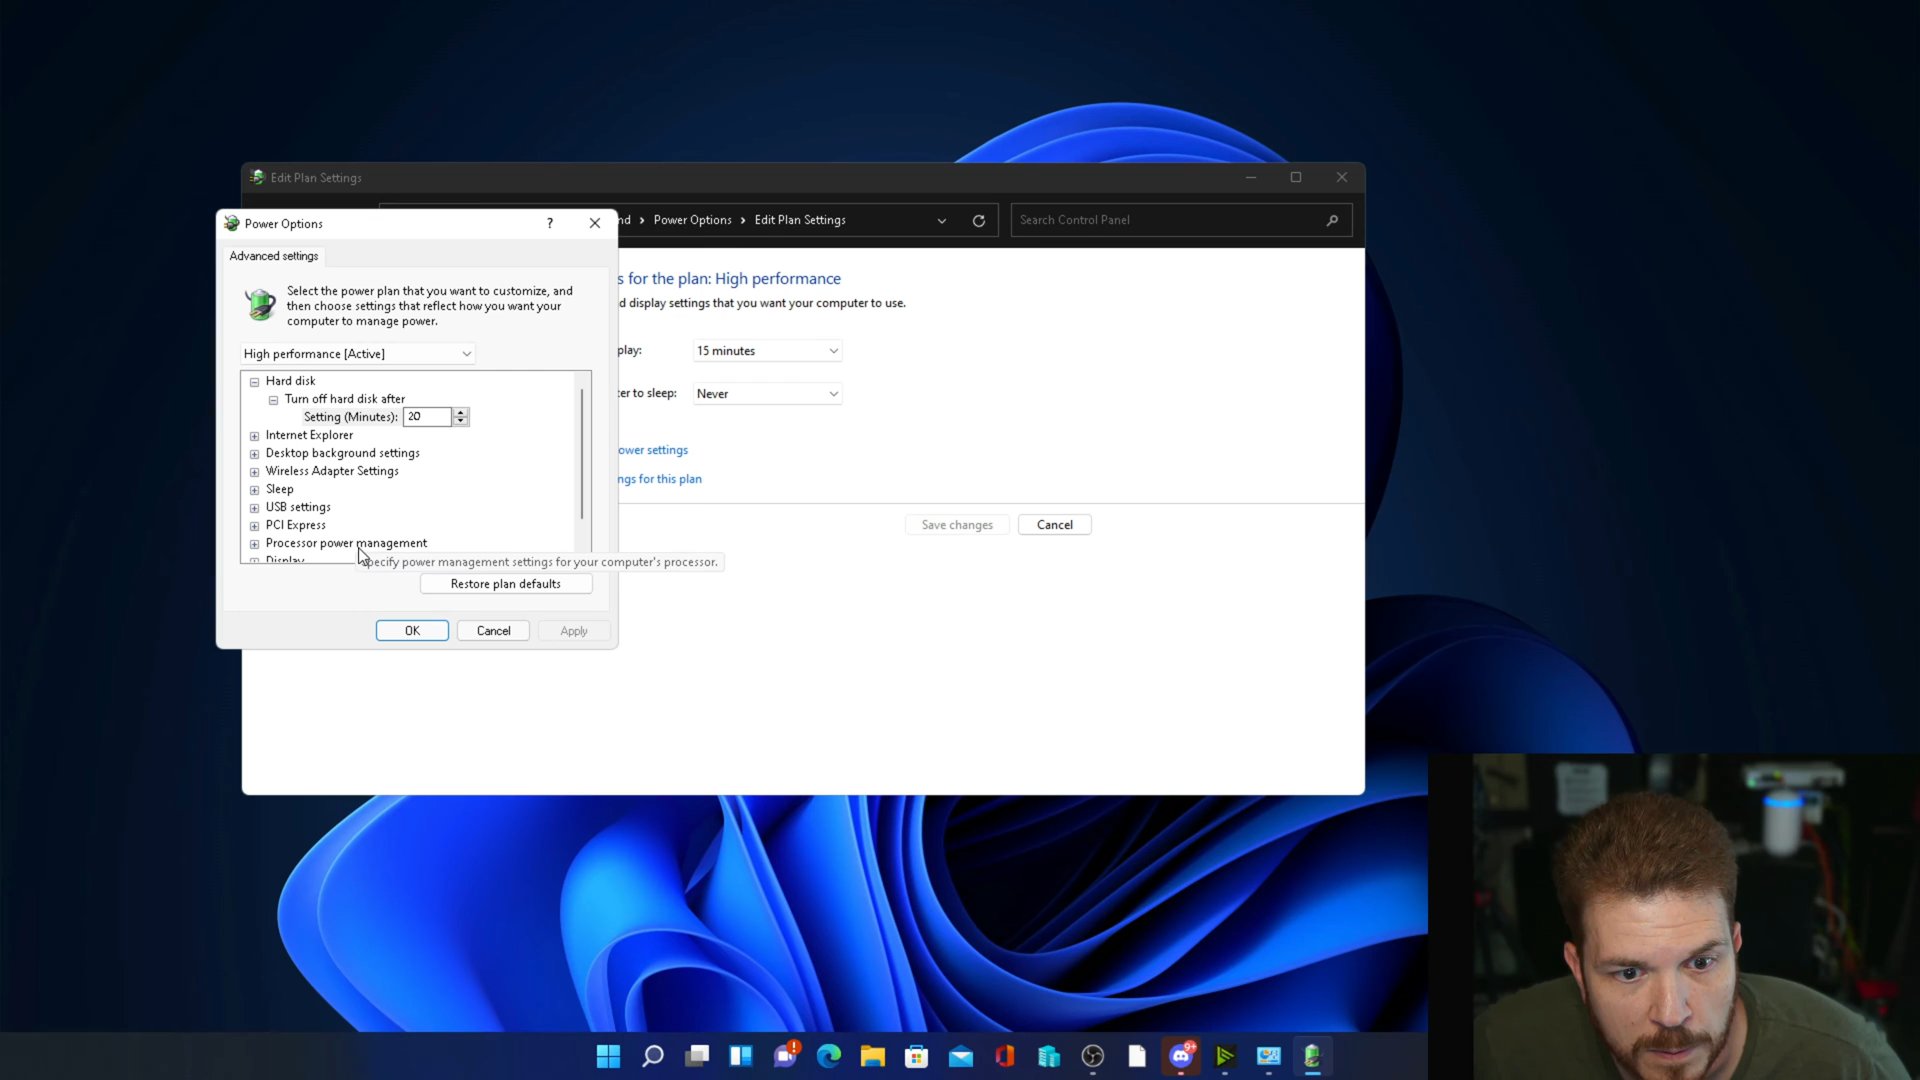 Edit Plan Settings
nd › Power Options › Edit Plan Settings
Search Control Panel
Power Options
?
Advanced settings
Select the power plan that you want to customize, and
then choose settings that reflect how you want your
computer to manage power.
High performance [Active]
Hard disk
Turn off hard disk after
Setting (Minutes): 20
Internet Explorer
Desktop background settings
Wireless Adapter Settings
Sleep
USB settings
PCI Express
Processor power management
Display
pecify power management settings for your computer's processor.
Restore plan defaults
OK
Cancel
Apply
s for the plan: High performance
d display settings that you want your computer to use.
play:
15 minutes
ter to sleep:
Never
ower settings
ngs for this plan
Save changes
Cancel
9+